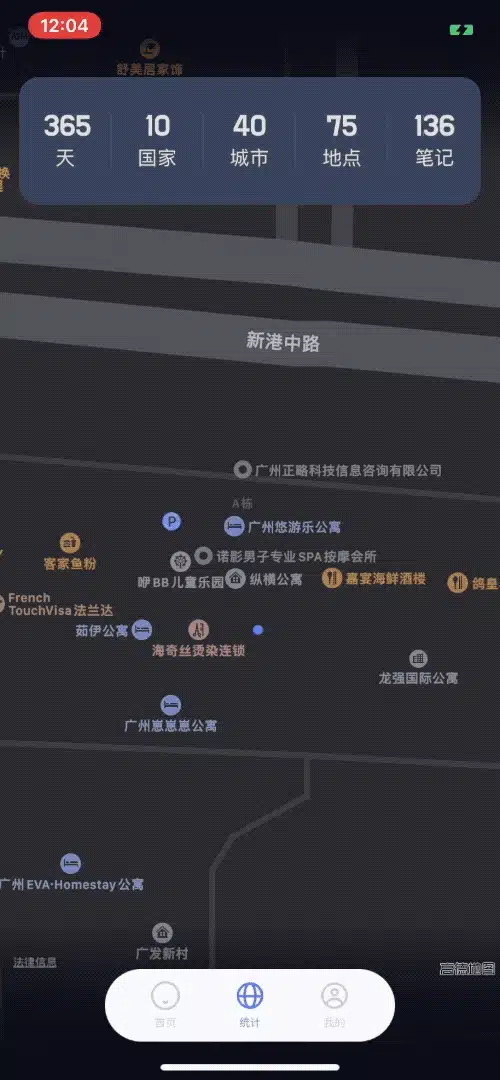 12:04
舒美居家饰
365
10
40
75
136
天
国家
城市
地点
笔记
新港中路
广州正略科技信息咨询有限公司
A栋
P
广州悠游乐公寓
诺影男子专业SPA按摩会所
客家鱼粉
咿BB儿童乐园
纵横公寓
嘉宴海鲜酒楼
鸽皇
French
TouchVisa法兰达
茹伊公寓
海奇丝烫染连锁
龙强国际公寓
广州崽崽崽公寓
广州EVA·Homestay公寓
广发新村
法律信息
高德地图
首页
统计
我的